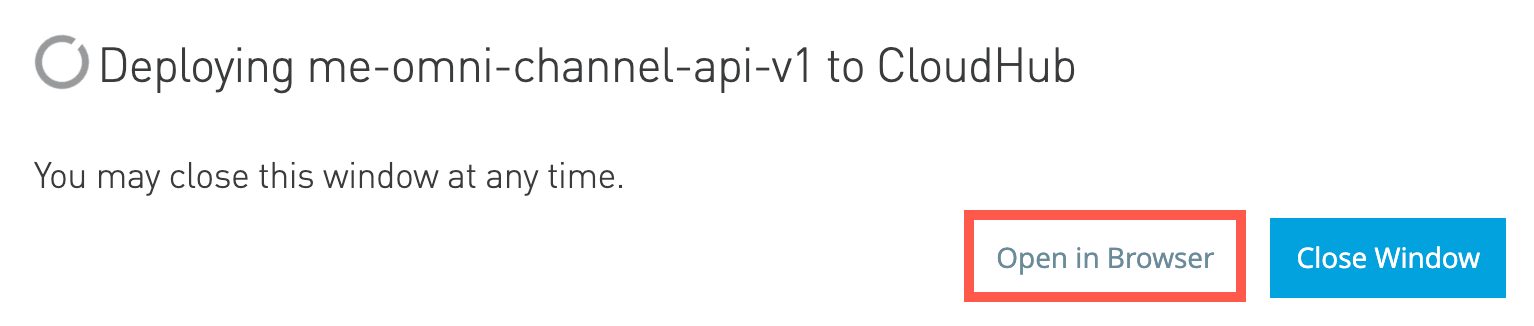 Deploying me-omni-channel-api-v1 to CloudHub
You may close this window at any time.
Open in Browser
Close Window